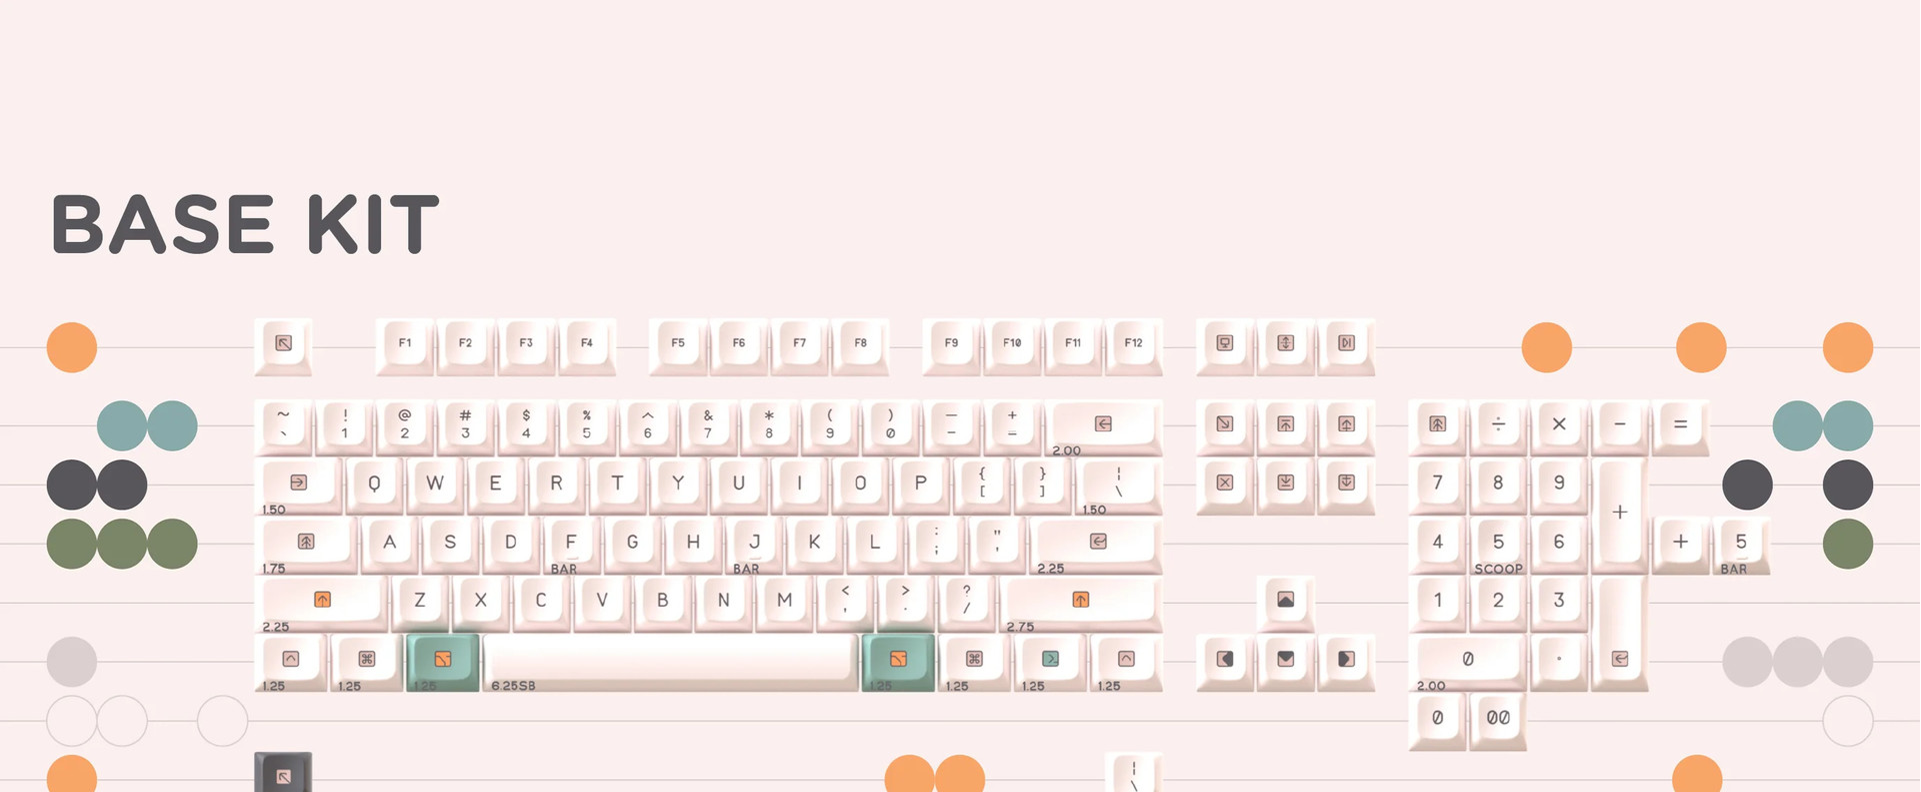 BASE KIT
F1 F2 F3 F4 F5 F6 F7 F8 F9 F10 F11 F12
~ ! @ # $ % ^ & * ( ) — +
` 1 2 3 4 5 6 7 8 9 0 - = ÷ × - =
2.00
Q W E R T Y U I O P { } ¦ 7 8 9
[ ] \ +
1.50 1.50
A S D F G H J K L : " 4 5 6 + 5
; '
1.75 BAR BAR 2.25 SCOOP BAR
Z X C V B N M < > ? 1 2 3
, . /
2.25 2.75
⌘ ⌘ 0 .
1.25 1.25 1.25 6.25SB 1.25 1.25 1.25 1.25 2.00
0 00
¦
\